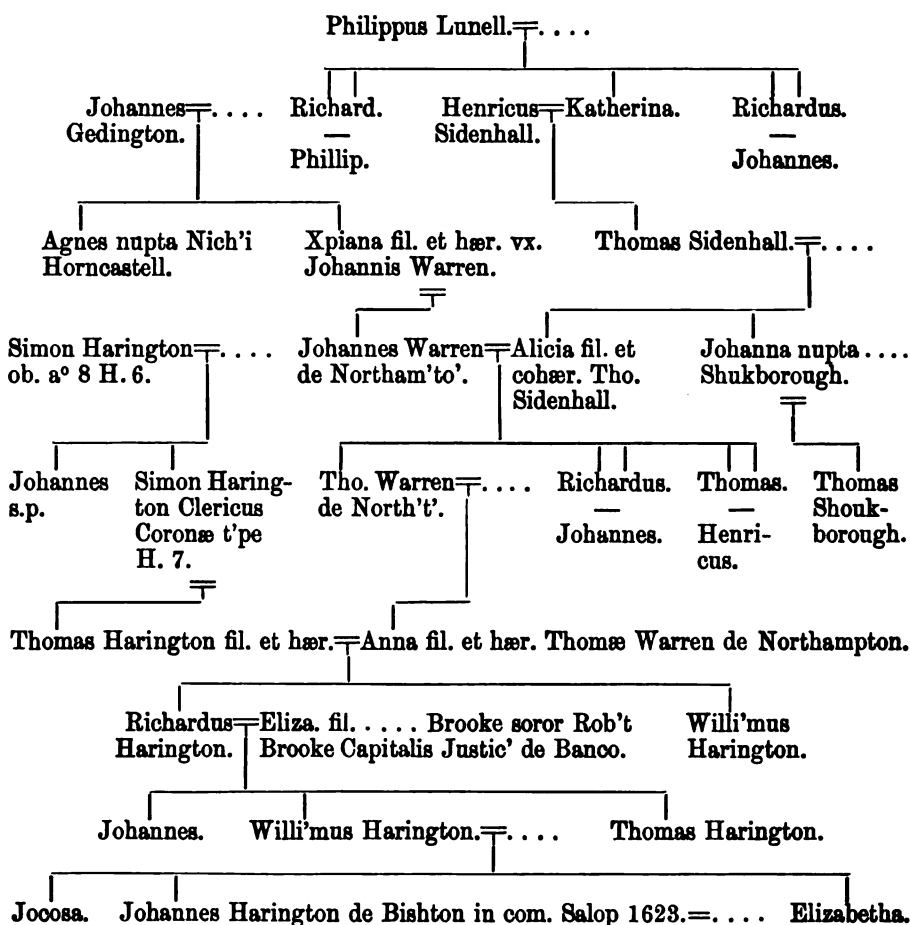 Philippus Lunell.=. . . .
Johannes=. . . . Richard. Henricus=Katherina. Richardus.
Gedington. — Sidenhall. —
Phillip. Johannes.
Agnes nupta Nich'i Xpiana fil. et hær. vx. Thomas Sidenhall.=. . . .
Horncastell. Johannis Warren.
Simon Harington=. . . . Johannes Warren=Alicia fil. et Johanna nupta . . . .
ob. aº 8 H. 6. de Northam'to'. cohær. Tho. Shukborough.
Sidenhall.
Johannes Simon Haring- Tho. Warren=. . . . Richardus. Thomas. Thomas
s.p. ton Clericus de North't'. — — Shouk-
Coronæ t'pe Johannes. Henri- borough.
H. 7. cus.
Thomas Harington fil. et hær.=Anna fil. et hær. Thomæ Warren de Northampton.
Richardus=Eliza. fil. . . . . Brooke soror Rob't Willi'mus
Harington. Brooke Capitalis Justic' de Banco. Harington.
Johannes. Willi'mus Harington.=. . . . Thomas Harington.
Jocosa. Johannes Harington de Bishton in com. Salop 1623.=. . . . Elizabetha.